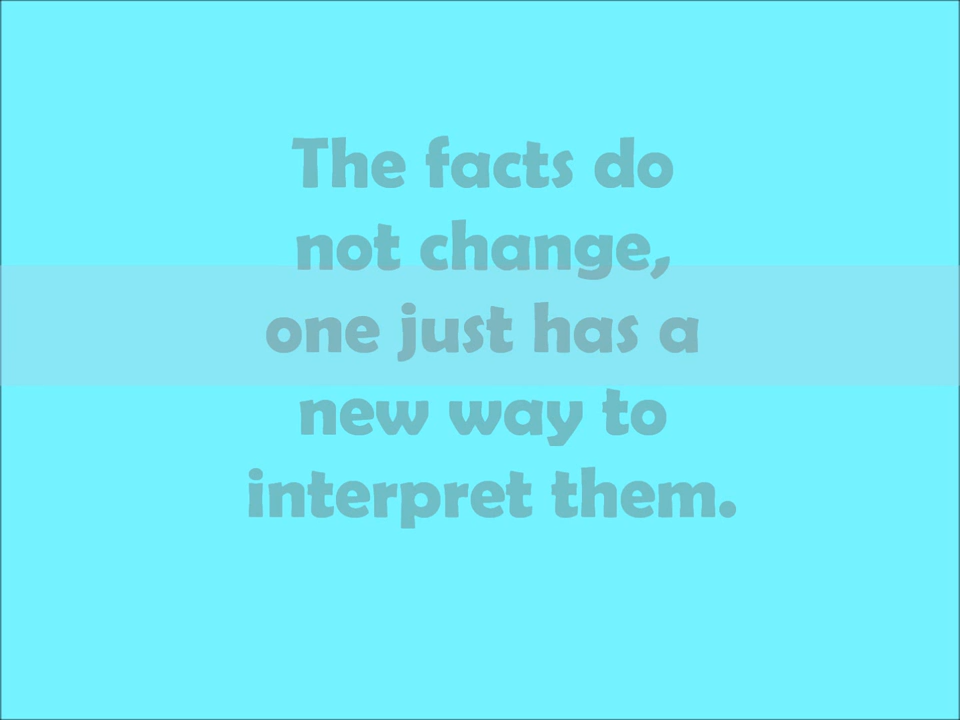 The facts do
not change,
one just has a
new way to
interpret them.